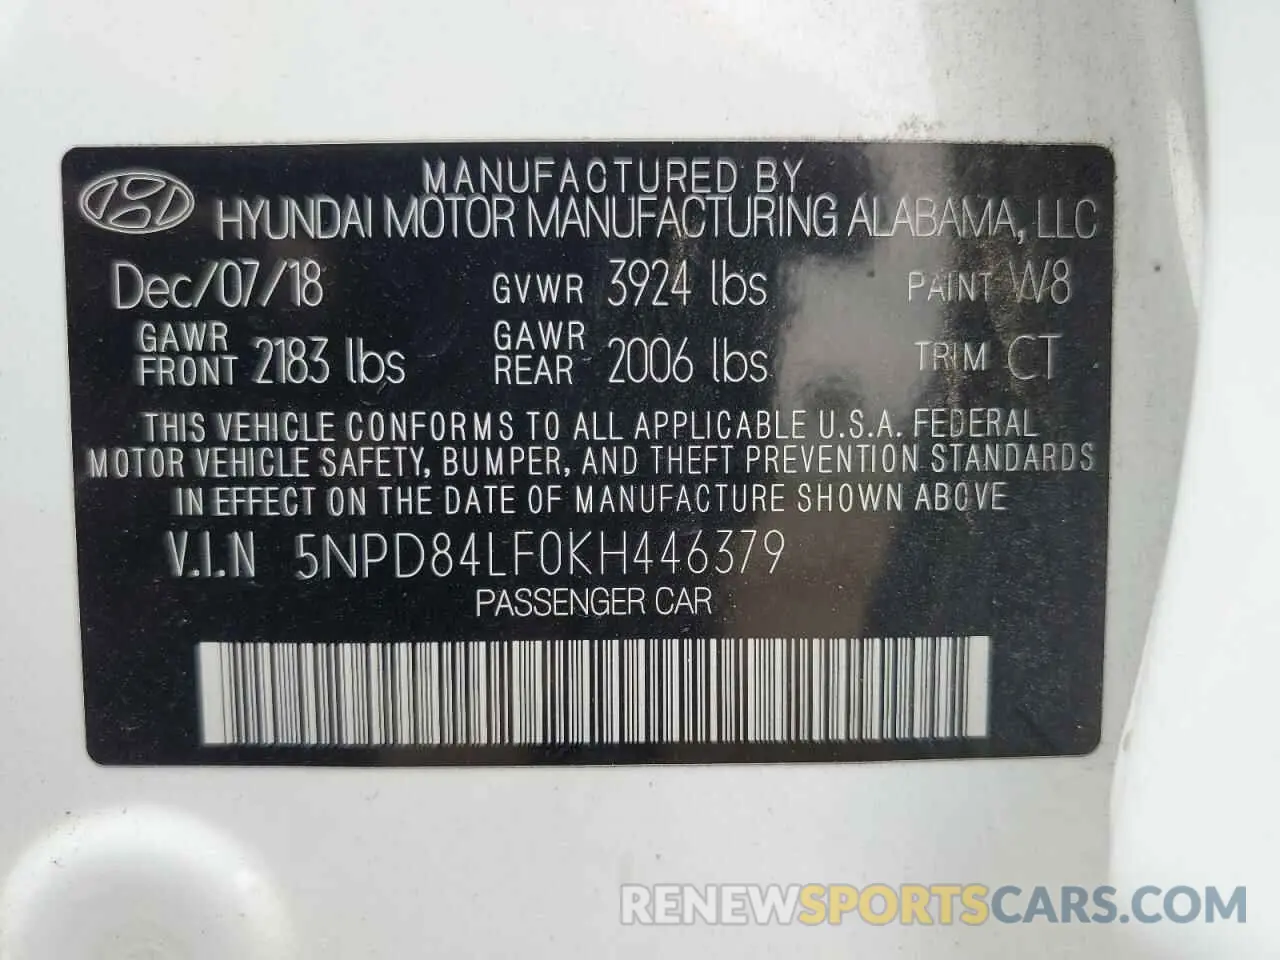 MANUFACTURED BY
HYUNDAI MOTOR MANUFACTURING ALABAMA, LLC
Dec/07/18 GVWR 3924 lbs PAINT W8
GAWR FRONT 2183 lbs GAWR REAR 2006 lbs TRIM CT
THIS VEHICLE CONFORMS TO ALL APPLICABLE U.S.A. FEDERAL
MOTOR VEHICLE SAFETY, BUMPER, AND THEFT PREVENTION STANDARDS
IN EFFECT ON THE DATE OF MANUFACTURE SHOWN ABOVE
V.I.N 5NPD84LF0KH446379
PASSENGER CAR
RENEWSPORTSCARS.COM